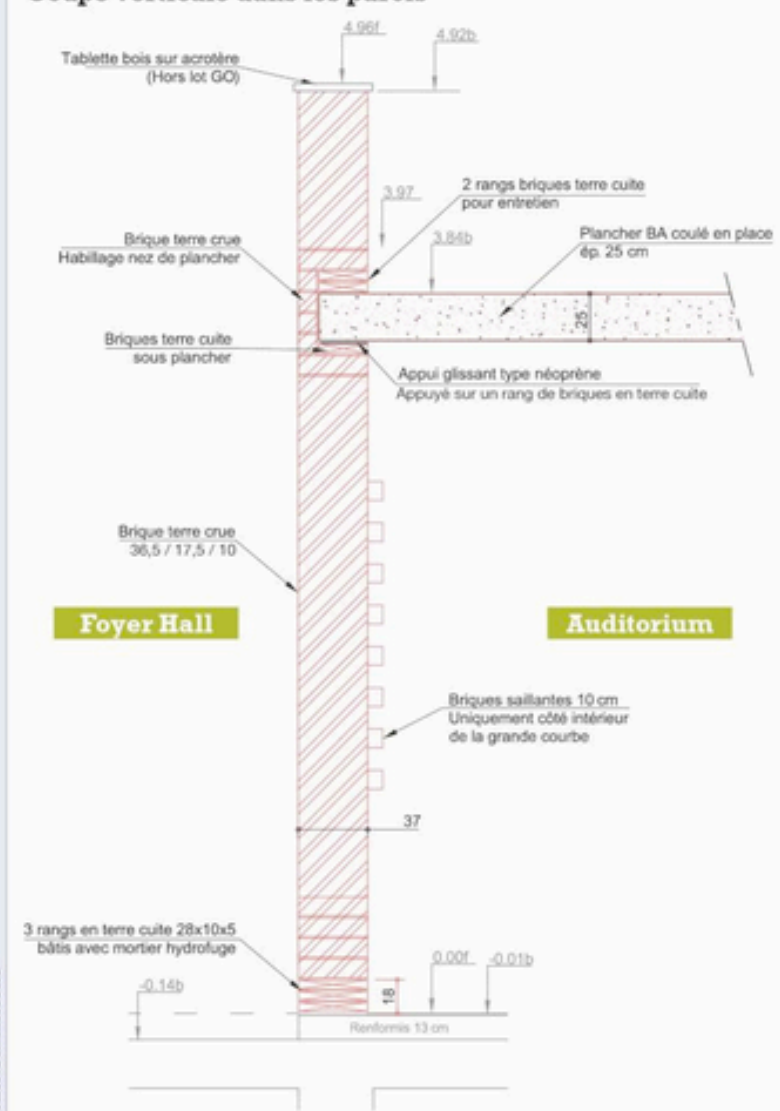 Coupe verticale dans les parois
4.96f
4.92b
Tablette bois sur acrotère
(Hors lot GO)
2 rangs briques terre cuite
pour entretien
3.97
3.84b
Plancher BA coulé en place
ép. 25 cm
Brique terre crue
Habillage nez de plancher
25
Briques terre cuite
sous plancher
Appui glissant type néoprène
Appuyé sur un rang de briques en terre cuite
Brique terre crue
36,5 / 17,5 / 10
Foyer Hall
Auditorium
Briques saillantes 10 cm
Uniquement côté intérieur
de la grande courbe
37
3 rangs en terre cuite 28x10x5
bâtis avec mortier hydrofuge
0.00f
-0.01b
-0.14b
18
Renformis 13 cm